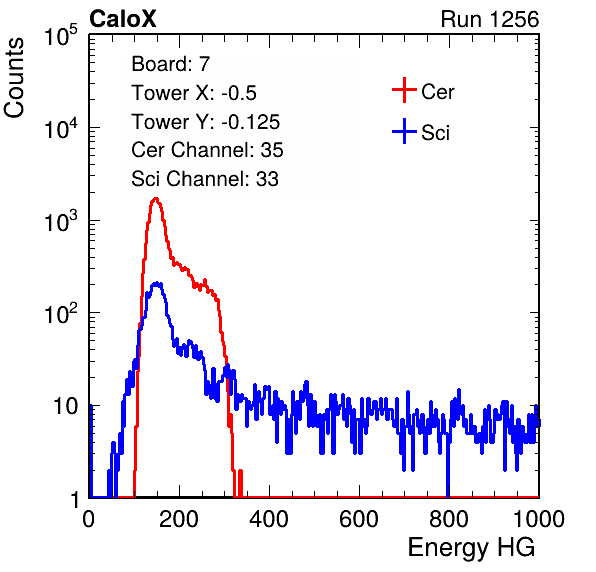 CaloX Run 1256
Board: 7
Tower X: -0.5
Tower Y: -0.125
Cer Channel: 35
Sci Channel: 33
Cer
Sci
Counts
10^5
10^4
10^3
10^2
10
1
0 200 400 600 800 1000
Energy HG